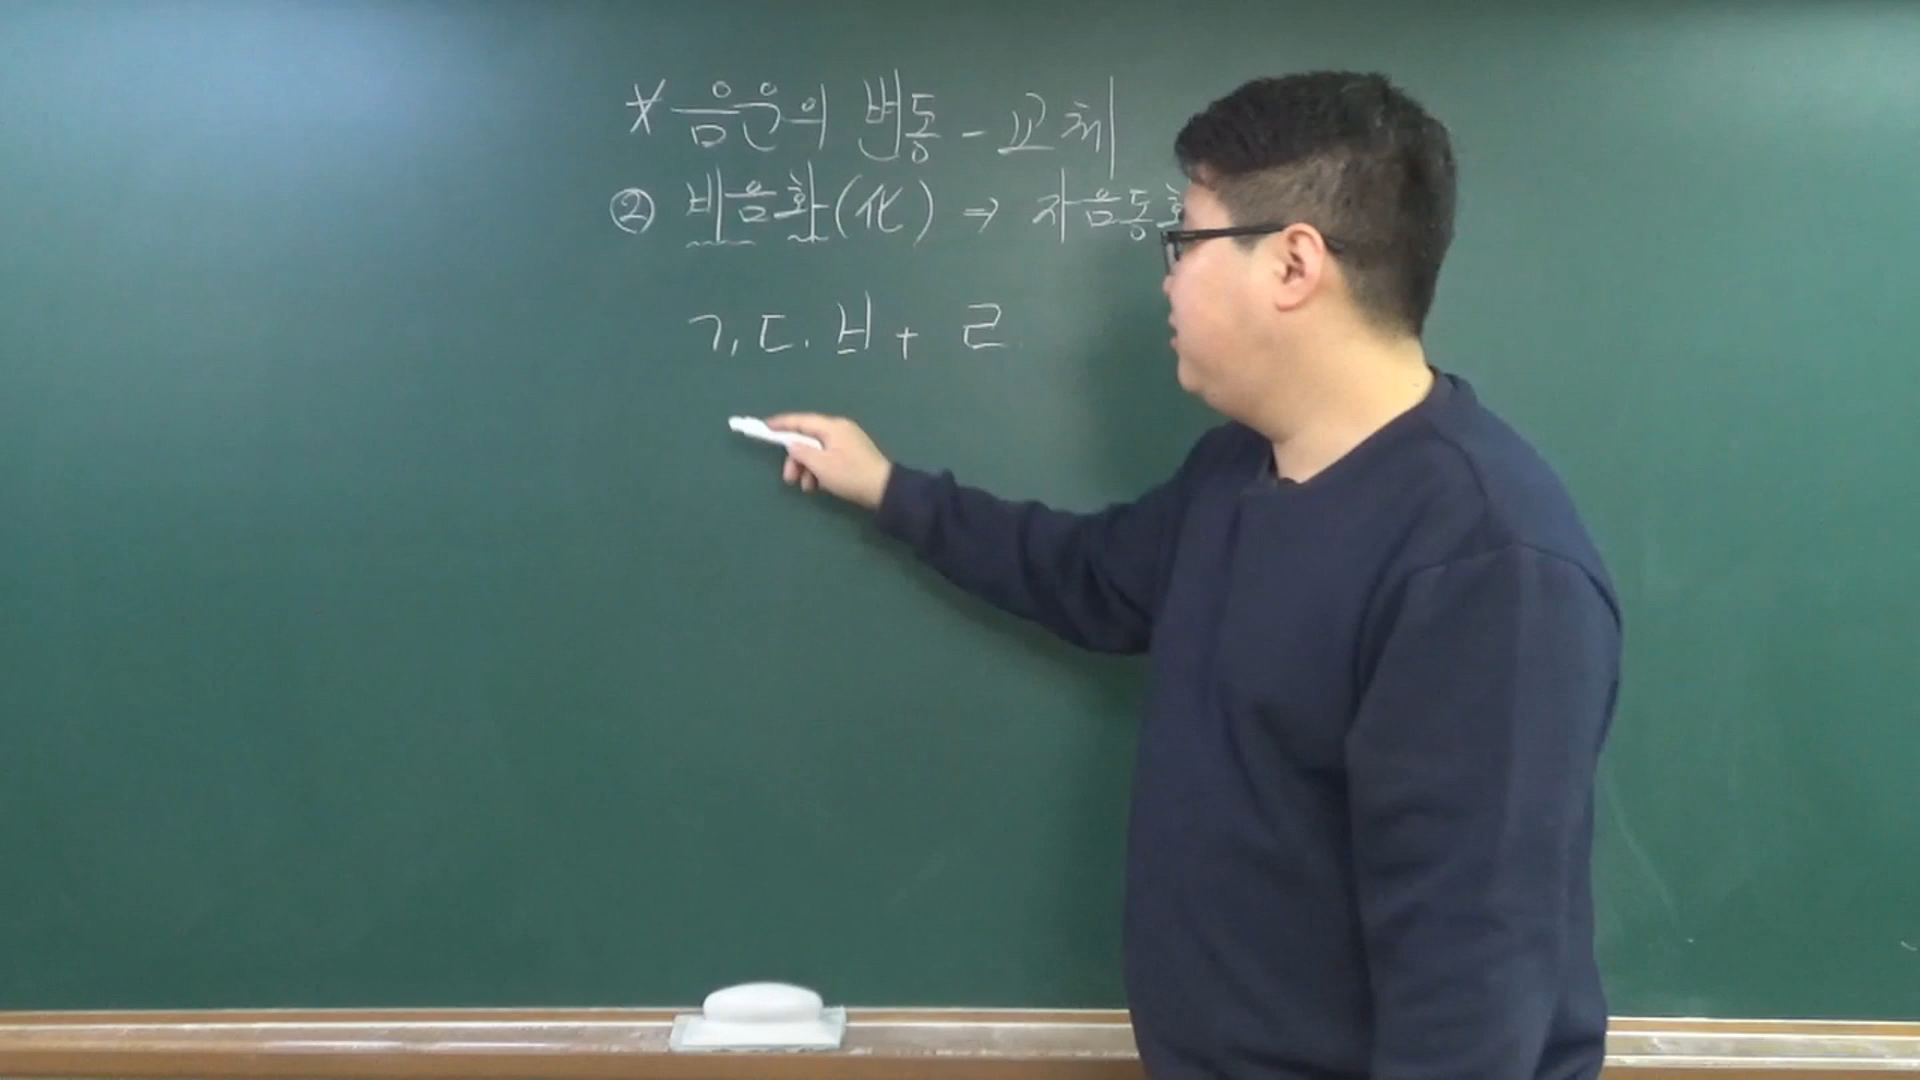 * 음운의 변동 - 교체
② 비음화(化) ⇒ 자음동화
ㄱ, ㄷ, ㅂ + ㄹ